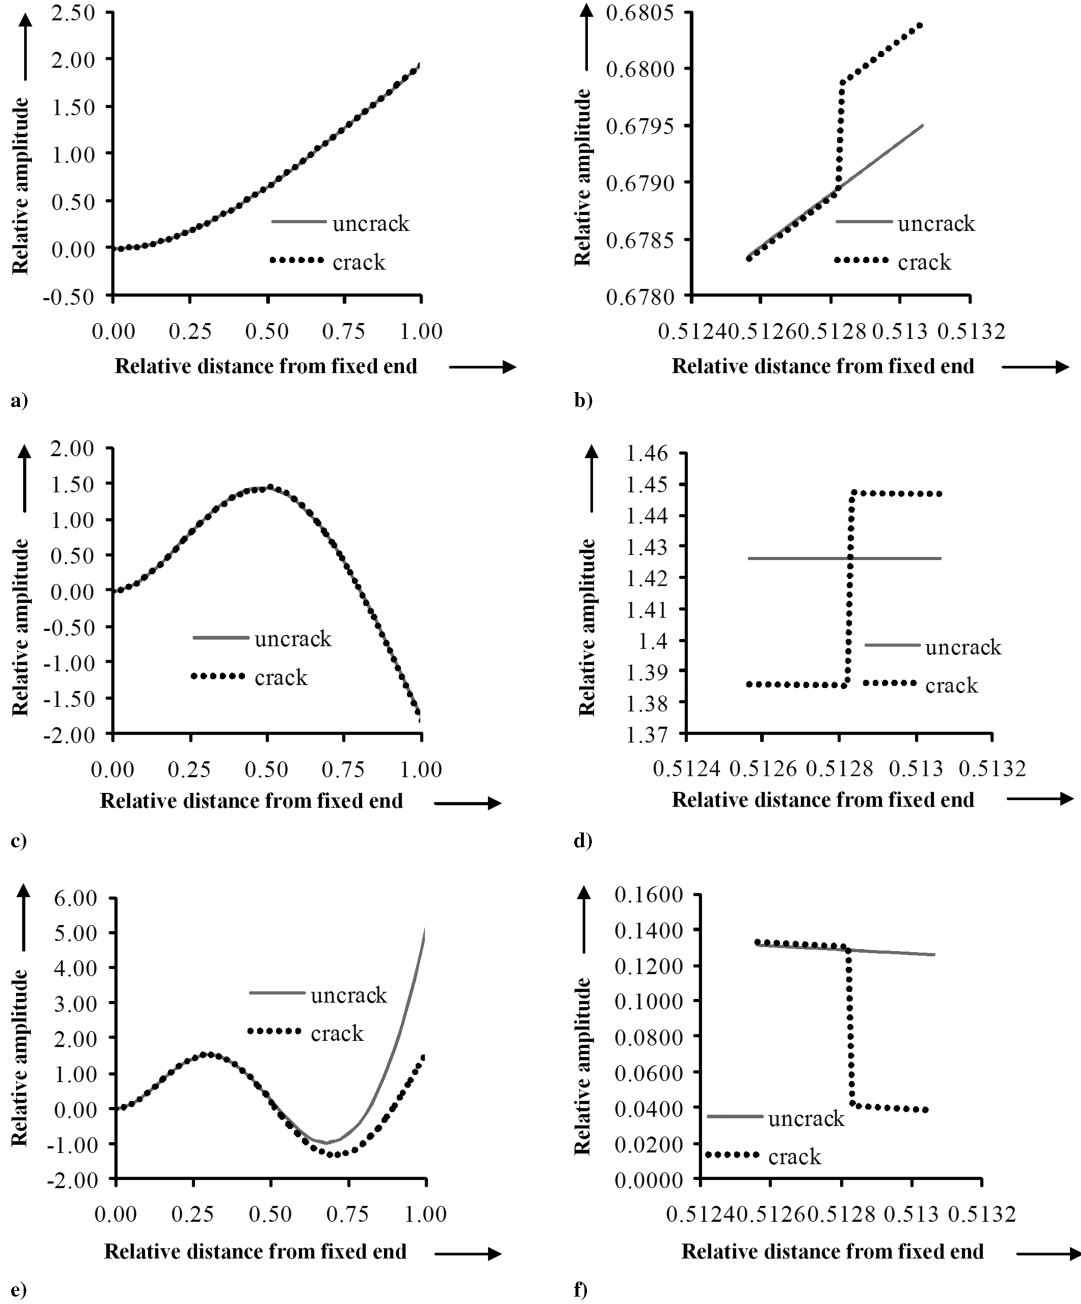 2.50
2.00
1.50
1.00
0.50
0.00
-0.50
Relative amplitude
uncrack
crack
0.00 0.25 0.50 0.75 1.00
Relative distance from fixed end
a)
0.6805
0.6800
0.6795
0.6790
0.6785
0.6780
Relative amplitude
uncrack
crack
0.5124 0.5126 0.5128 0.513 0.5132
Relative distance from fixed end
b)
2.00
1.50
1.00
0.50
0.00
-0.50
-1.00
-1.50
-2.00
Relative amplitude
uncrack
crack
0.00 0.25 0.50 0.75 1.00
Relative distance from fixed end
c)
1.46
1.45
1.44
1.43
1.42
1.41
1.4
1.39
1.38
1.37
Relative amplitude
uncrack
crack
0.5124 0.5126 0.5128 0.513 0.5132
Relative distance from fixed end
d)
6.00
5.00
4.00
3.00
2.00
1.00
0.00
-1.00
-2.00
Relative amplitude
uncrack
crack
0.00 0.25 0.50 0.75 1.00
Relative distance from fixed end
e)
0.1600
0.1400
0.1200
0.1000
0.0800
0.0600
0.0400
0.0200
0.0000
Relative amplitude
uncrack
crack
0.5124 0.5126 0.5128 0.513 0.5132
Relative distance from fixed end
f)